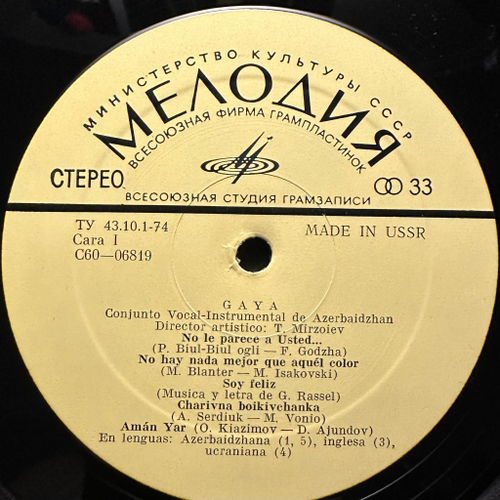 МИНИСТЕРСТВО КУЛЬТУРЫ СССР
МЕЛОДИЯ
ВСЕСОЮЗНАЯ ФИРМА ГРАМПЛАСТИНОК
СТЕРЕО
33
ВСЕСОЮЗНАЯ СТУДИЯ ГРАМЗАПИСИ
ТУ 43.10.1-74
MADE IN USSR
Cara I
С60—06819
GAYA
Conjunto Vocal-Instrumental de Azerbaidzhan
Director artistico: T. Mirzoiev
No le parece a Usted...
(P. Biul-Biul ogli — F. Godzha)
No hay nada mejor que aquél color
(M. Blanter — M. Isakovski)
Soy feliz
(Musica y letra de G. Rassel)
Charivna boikivchanka
(A. Serdiuk — M. Vonio)
Amán Yar (O. Kiazimov — D. Ajundov)
En lenguas: Azerbaidzhana (1, 5), inglesa (3),
ucraniana (4)